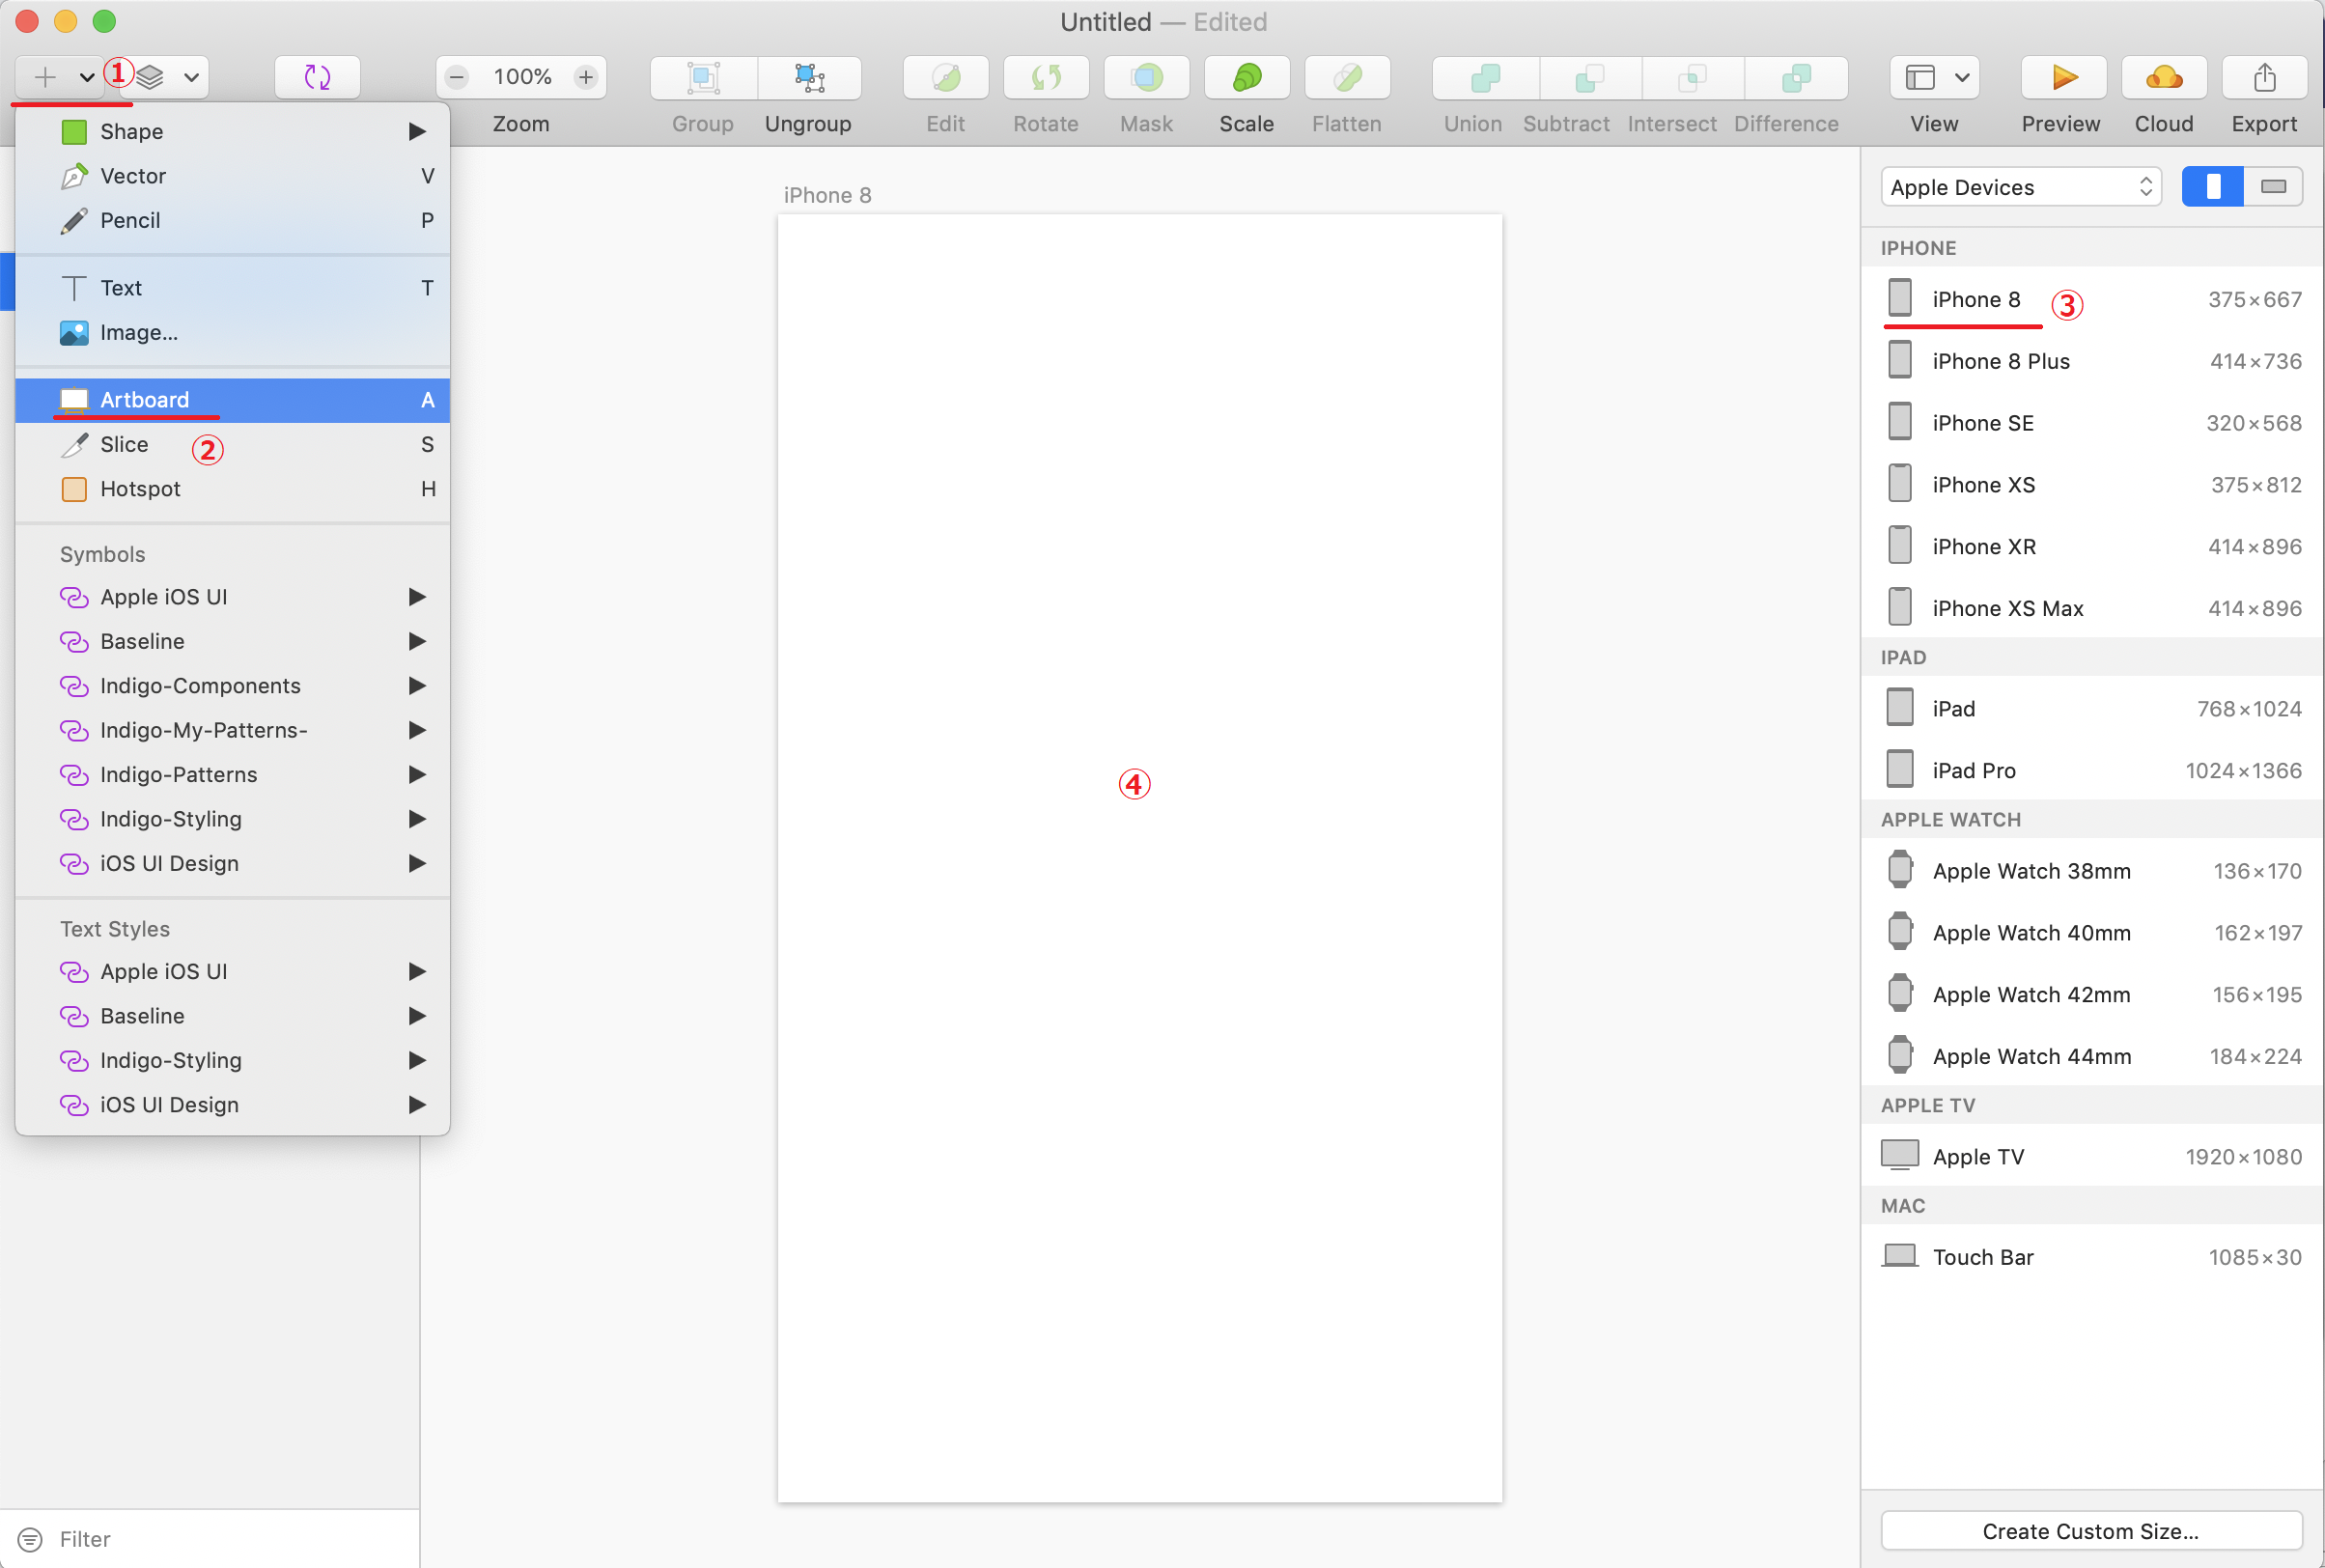 Untitled — Edited
①
100%
Zoom
Group
Ungroup
Edit
Rotate
Mask
Scale
Flatten
Union
Subtract
Intersect
Difference
View
Preview
Cloud
Export
Shape
Vector V
Pencil P
Text T
Image...
Artboard A
Slice S
②
Hotspot H
Symbols
Apple iOS UI
Baseline
Indigo-Components
Indigo-My-Patterns-
Indigo-Patterns
Indigo-Styling
iOS UI Design
Text Styles
Apple iOS UI
Baseline
Indigo-Styling
iOS UI Design
Filter
iPhone 8
④
Apple Devices
IPHONE
iPhone 8 ③ 375×667
iPhone 8 Plus 414×736
iPhone SE 320×568
iPhone XS 375×812
iPhone XR 414×896
iPhone XS Max 414×896
IPAD
iPad 768×1024
iPad Pro 1024×1366
APPLE WATCH
Apple Watch 38mm 136×170
Apple Watch 40mm 162×197
Apple Watch 42mm 156×195
Apple Watch 44mm 184×224
APPLE TV
Apple TV 1920×1080
MAC
Touch Bar 1085×30
Create Custom Size...